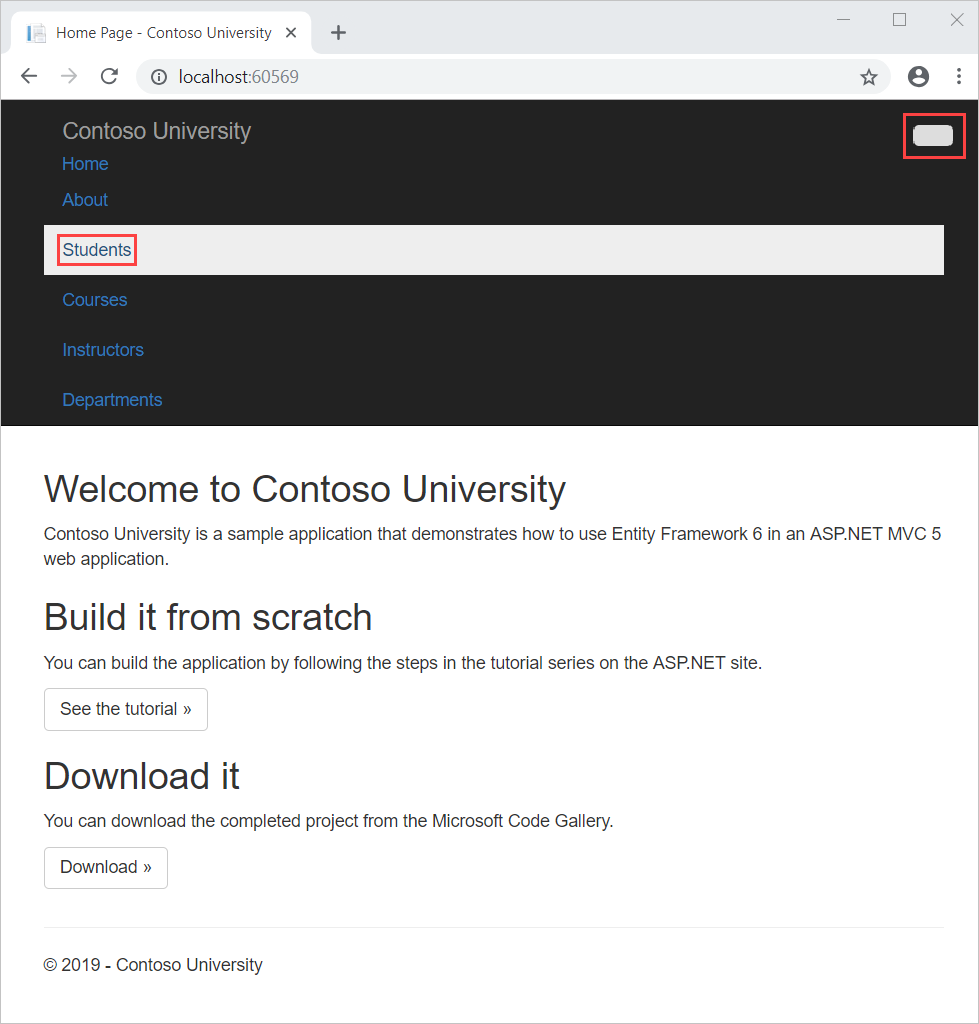 Home Page - Contoso University
localhost:60569
Contoso University
Home
About
Students
Courses
Instructors
Departments
Welcome to Contoso University
Contoso University is a sample application that demonstrates how to use Entity Framework 6 in an ASP.NET MVC 5
web application.
Build it from scratch
You can build the application by following the steps in the tutorial series on the ASP.NET site.
See the tutorial »
Download it
You can download the completed project from the Microsoft Code Gallery.
Download »
© 2019 - Contoso University